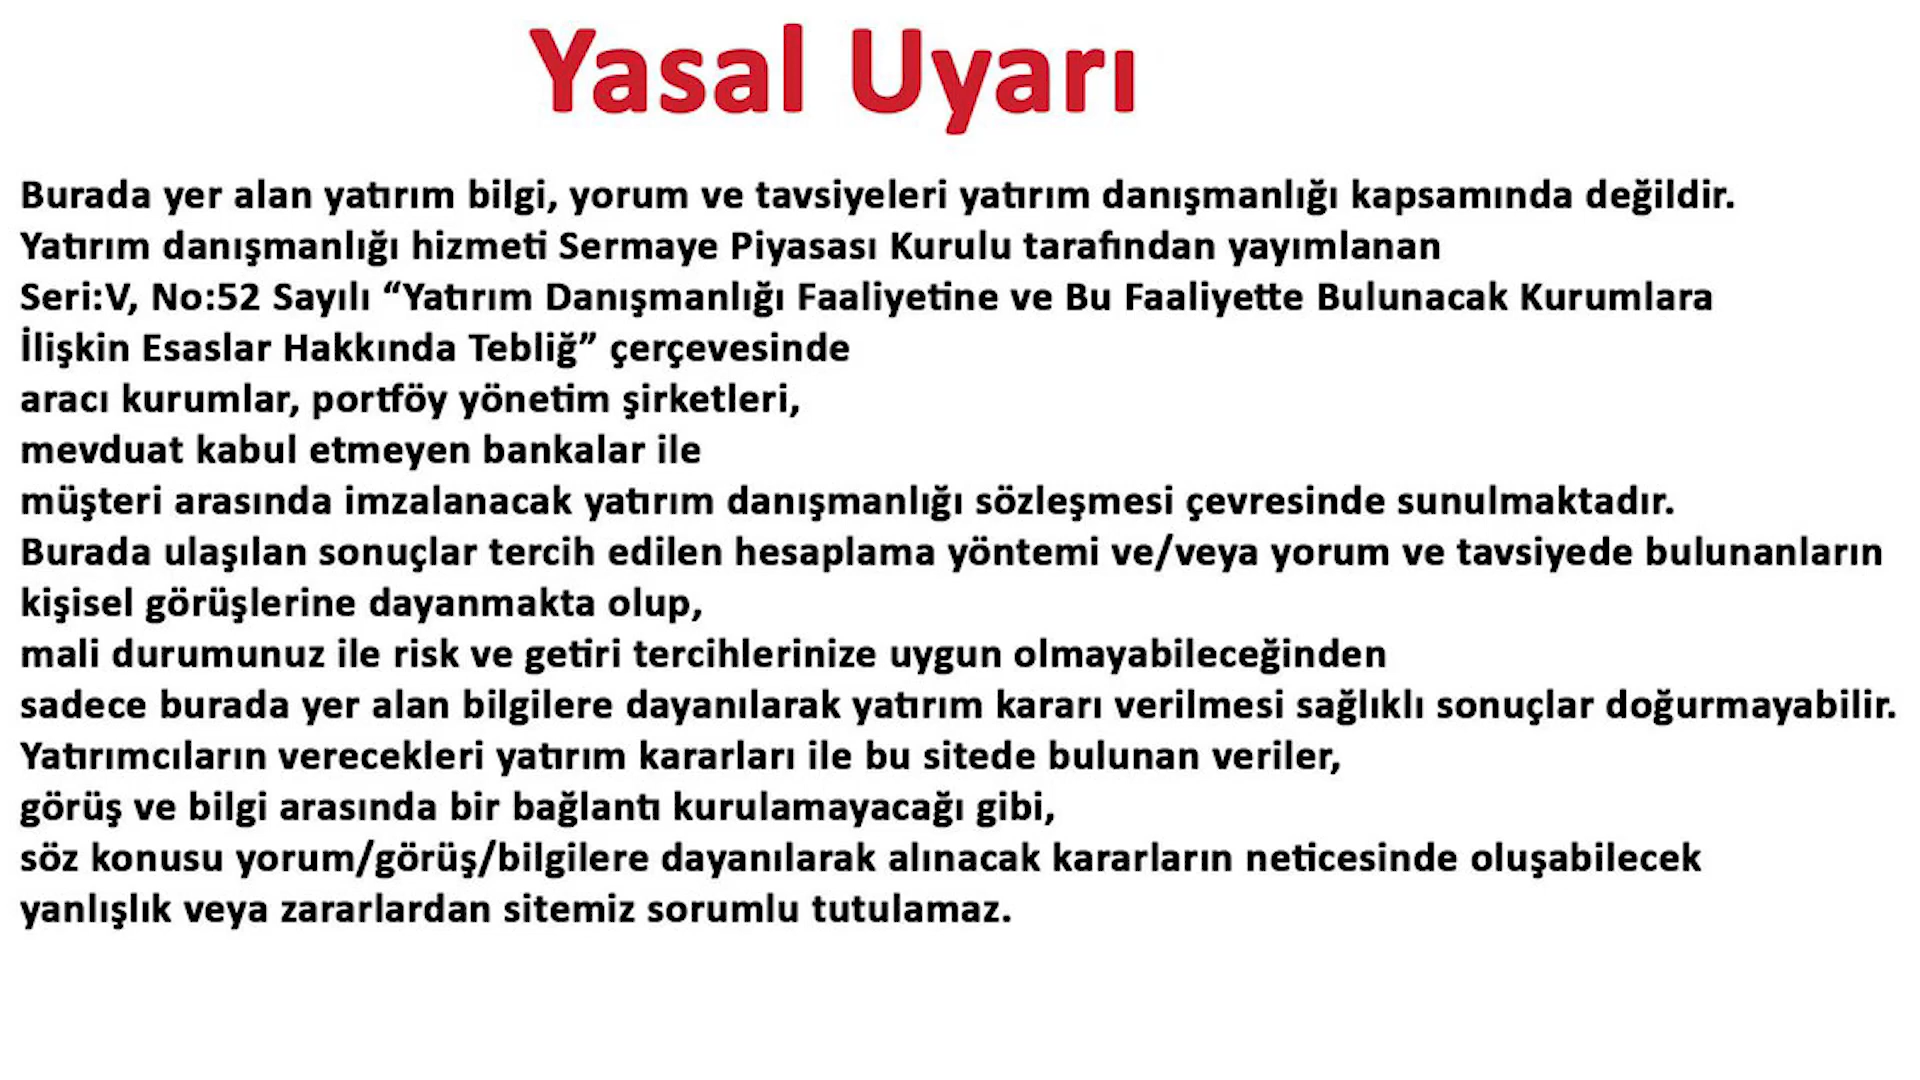 Yasal Uyarı
Burada yer alan yatırım bilgi, yorum ve tavsiyeleri yatırım danışmanlığı kapsamında değildir.
Yatırım danışmanlığı hizmeti Sermaye Piyasası Kurulu tarafından yayımlanan
Seri:V, No:52 Sayılı “Yatırım Danışmanlığı Faaliyetine ve Bu Faaliyette Bulunacak Kurumlara
İlişkin Esaslar Hakkında Tebliğ” çerçevesinde
aracı kurumlar, portföy yönetim şirketleri,
mevduat kabul etmeyen bankalar ile
müşteri arasında imzalanacak yatırım danışmanlığı sözleşmesi çevresinde sunulmaktadır.
Burada ulaşılan sonuçlar tercih edilen hesaplama yöntemi ve/veya yorum ve tavsiyede bulunanların
kişisel görüşlerine dayanmakta olup,
mali durumunuz ile risk ve getiri tercihlerinize uygun olmayabileceğinden
sadece burada yer alan bilgilere dayanılarak yatırım kararı verilmesi sağlıklı sonuçlar doğurmayabilir.
Yatırımcıların verecekleri yatırım kararları ile bu sitede bulunan veriler,
görüş ve bilgi arasında bir bağlantı kurulamayacağı gibi,
söz konusu yorum/görüş/bilgilere dayanılarak alınacak kararların neticesinde oluşabilecek
yanlışlık veya zararlardan sitemiz sorumlu tutulamaz.